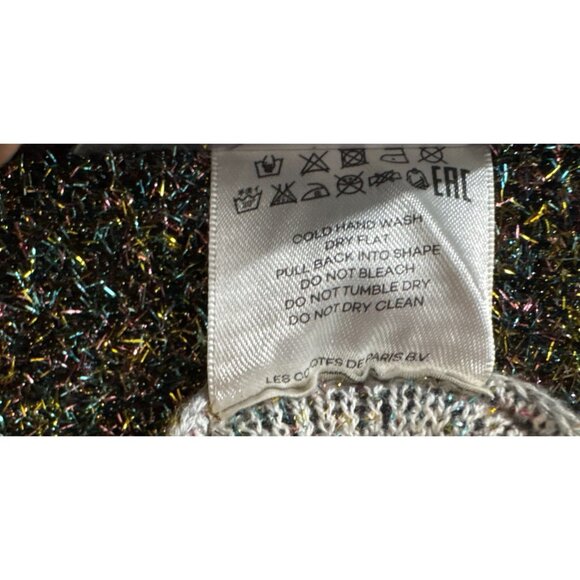 EAC
COLD HAND WASH
DRY FLAT
PULL BACK INTO SHAPE
DO NOT BLEACH
DO NOT TUMBLE DRY
DO NOT DRY CLEAN
LES COYOTES DE PARIS B.V.